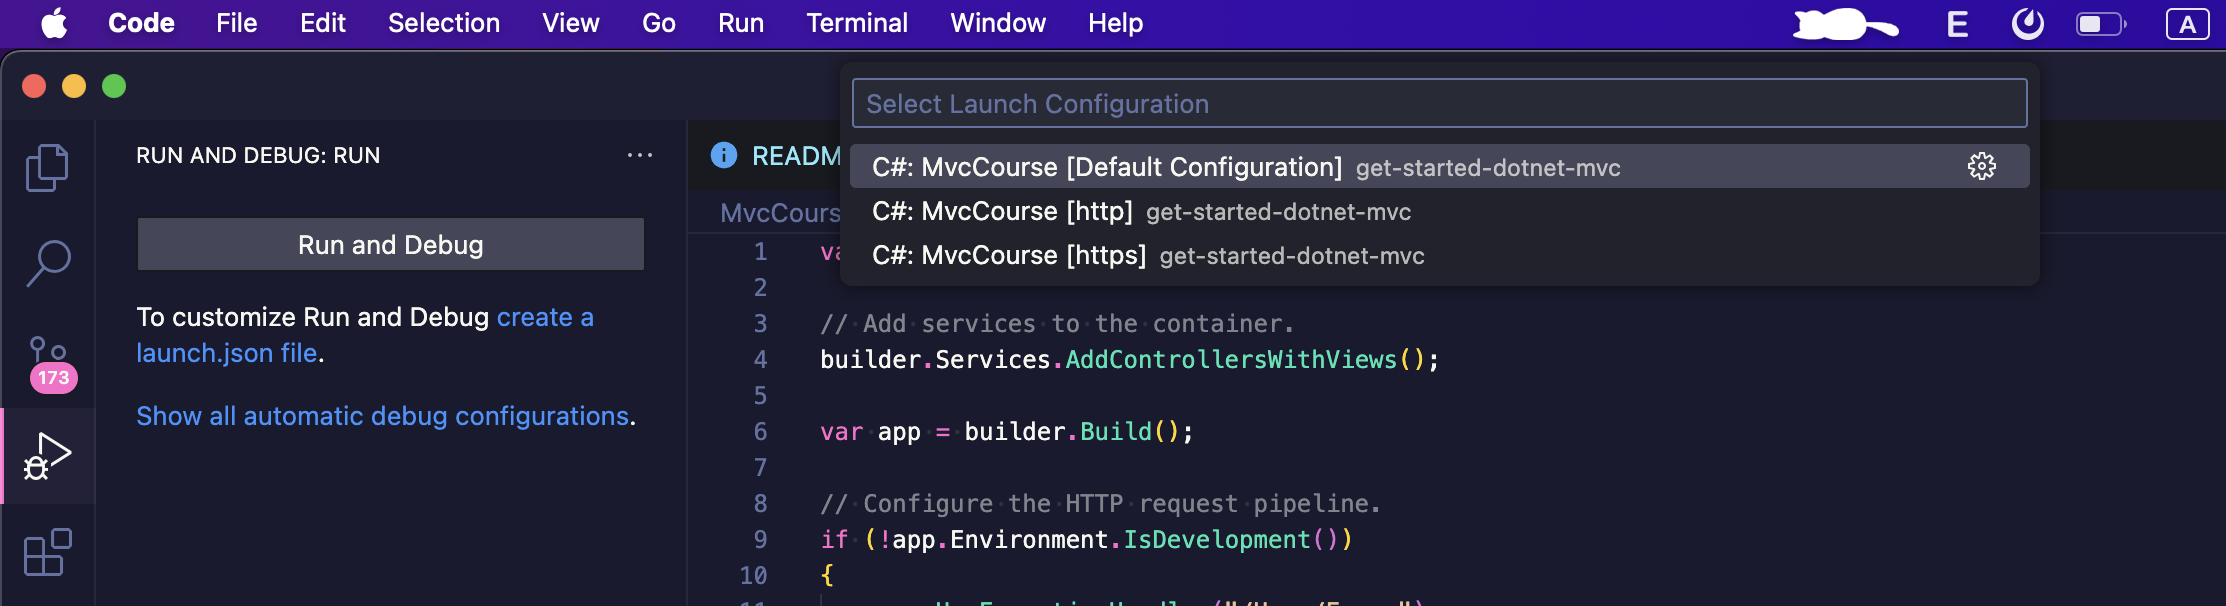 Code File Edit Selection View Go Run Terminal Window Help E A
Select Launch Configuration
C#: MvcCourse [Default Configuration] get-started-dotnet-mvc
C#: MvcCourse [http] get-started-dotnet-mvc
C#: MvcCourse [https] get-started-dotnet-mvc
RUN AND DEBUG: RUN
Run and Debug
To customize Run and Debug create a
launch.json file.
Show all automatic debug configurations.
173
READM
MvcCours
1 va
2
3 // Add services to the container.
4 builder.Services.AddControllersWithViews();
5
6 var app = builder.Build();
7
8 // Configure the HTTP request pipeline.
9 if (!app.Environment.IsDevelopment())
10 {
11